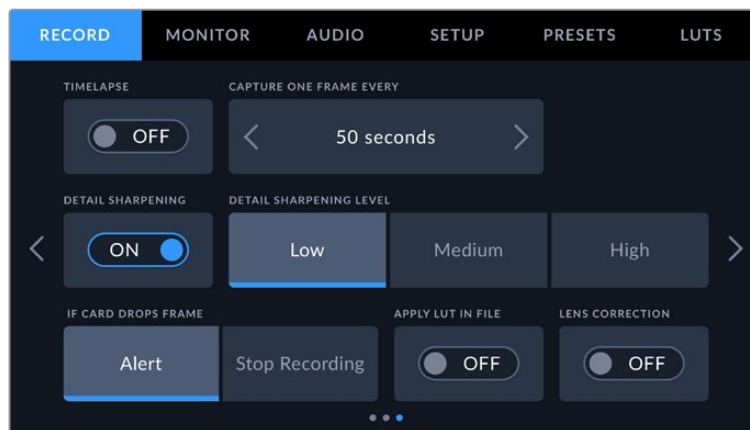 RECORD MONITOR AUDIO SETUP PRESETS LUTS
TIMELAPSE CAPTURE ONE FRAME EVERY
OFF 50 seconds
DETAIL SHARPENING DETAIL SHARPENING LEVEL
ON Low Medium High
IF CARD DROPS FRAME APPLY LUT IN FILE LENS CORRECTION
Alert Stop Recording OFF OFF